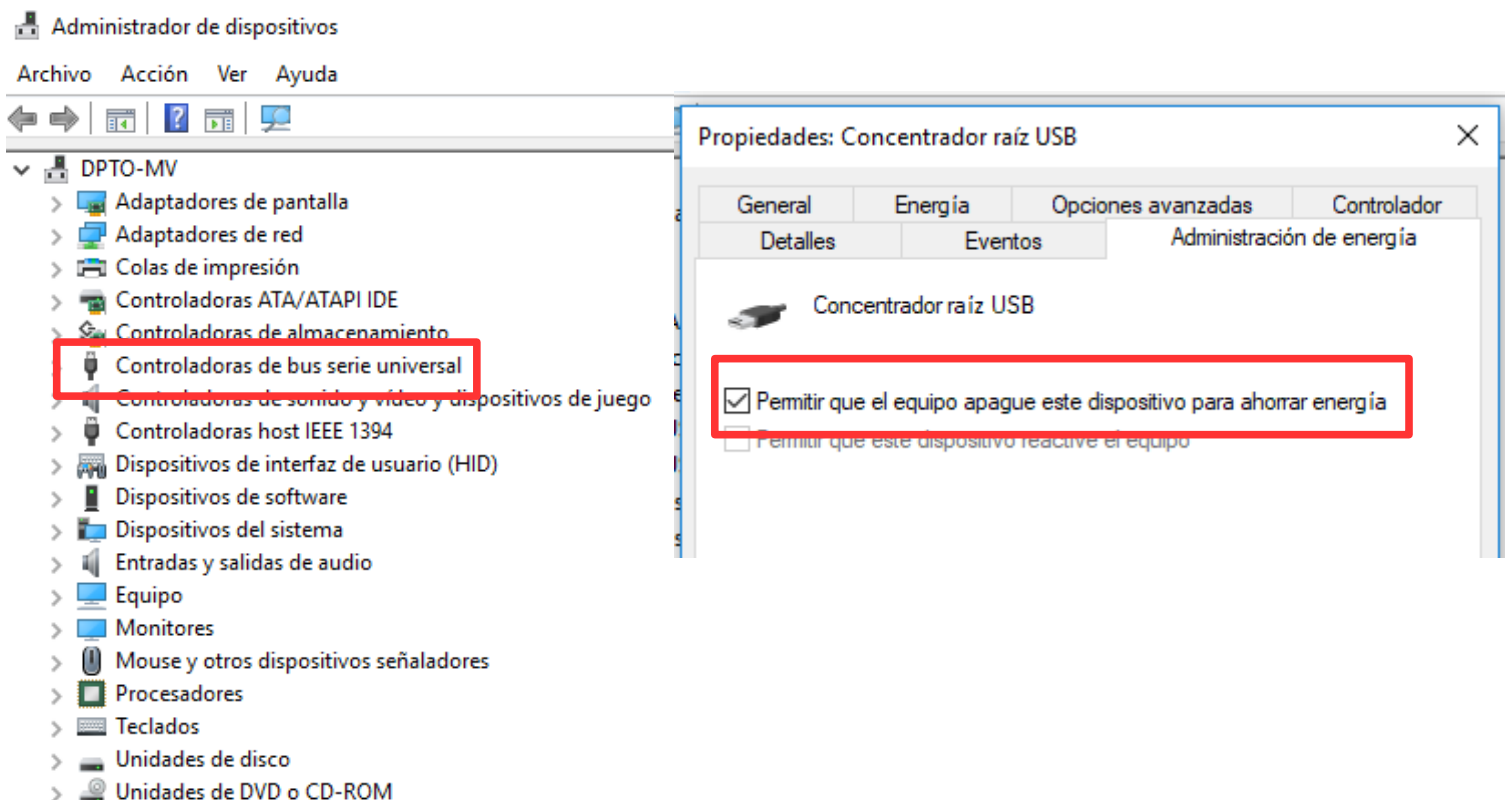 Administrador de dispositivos
Archivo Acción Ver Ayuda
DPTO-MV
Adaptadores de pantalla
Adaptadores de red
Colas de impresión
Controladoras ATA/ATAPI IDE
Controladoras de almacenamiento
Controladoras de bus serie universal
Controladoras de sonido y vídeo y dispositivos de juego
Controladoras host IEEE 1394
Dispositivos de interfaz de usuario (HID)
Dispositivos de software
Dispositivos del sistema
Entradas y salidas de audio
Equipo
Monitores
Mouse y otros dispositivos señaladores
Procesadores
Teclados
Unidades de disco
Unidades de DVD o CD-ROM
Propiedades: Concentrador raíz USB
General Energía Opciones avanzadas Controlador
Detalles Eventos Administración de energía
Concentrador raíz USB
Permitir que el equipo apague este dispositivo para ahorrar energía
Permitir que este dispositivo reactive el equipo